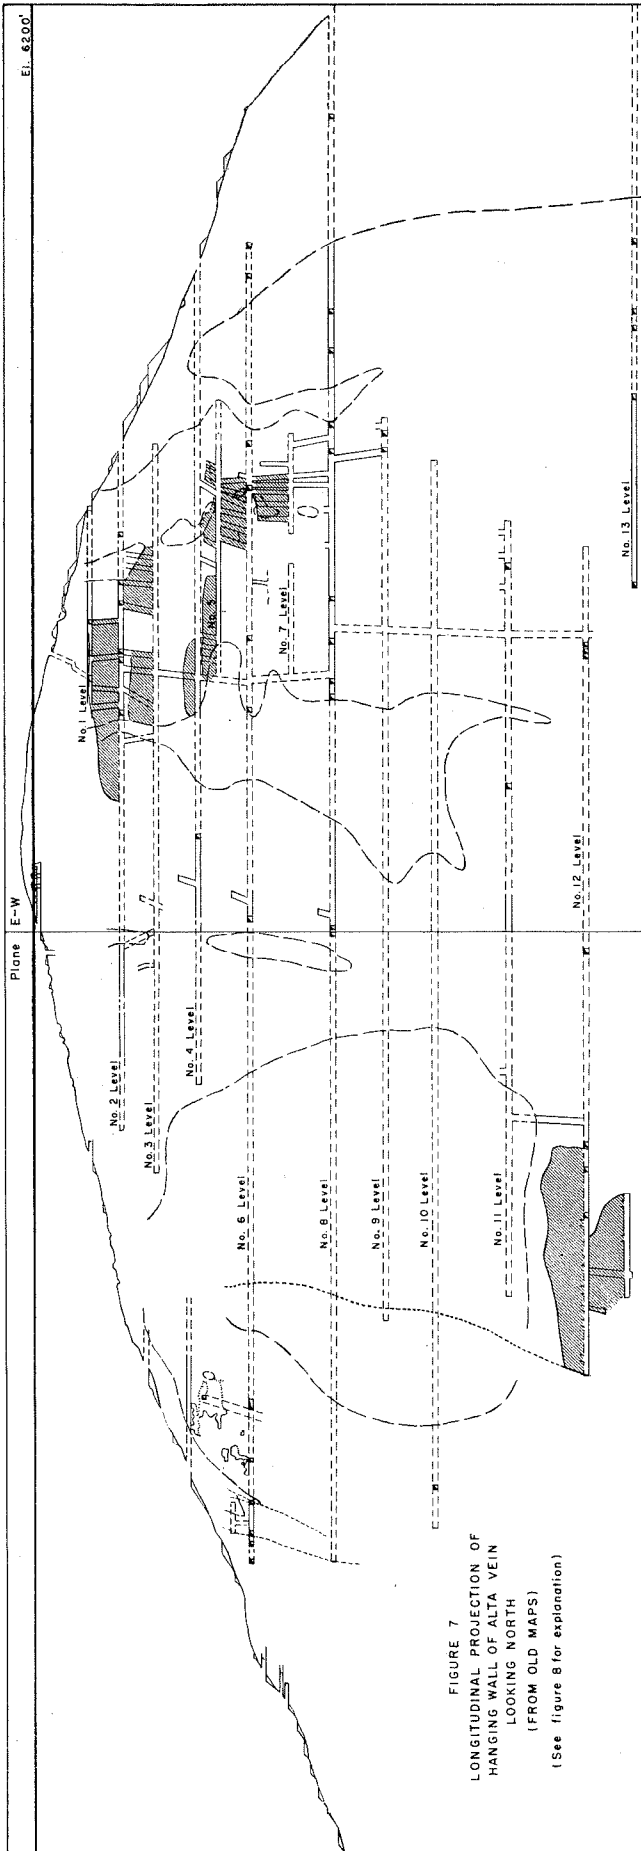 El. 6200'
Plane E-W
No. 1 Level
No. 2 Level
No. 3 Level
No. 4 Level
No. 5
No. 6 Level
No. 7 Level
No. 8 Level
No. 9 Level
No. 10 Level
No. 11 Level
No. 12 Level
No. 13 Level
FIGURE 7
LONGITUDINAL PROJECTION OF
HANGING WALL OF ALTA VEIN
LOOKING NORTH
(FROM OLD MAPS)
(See figure 8 for explanation)